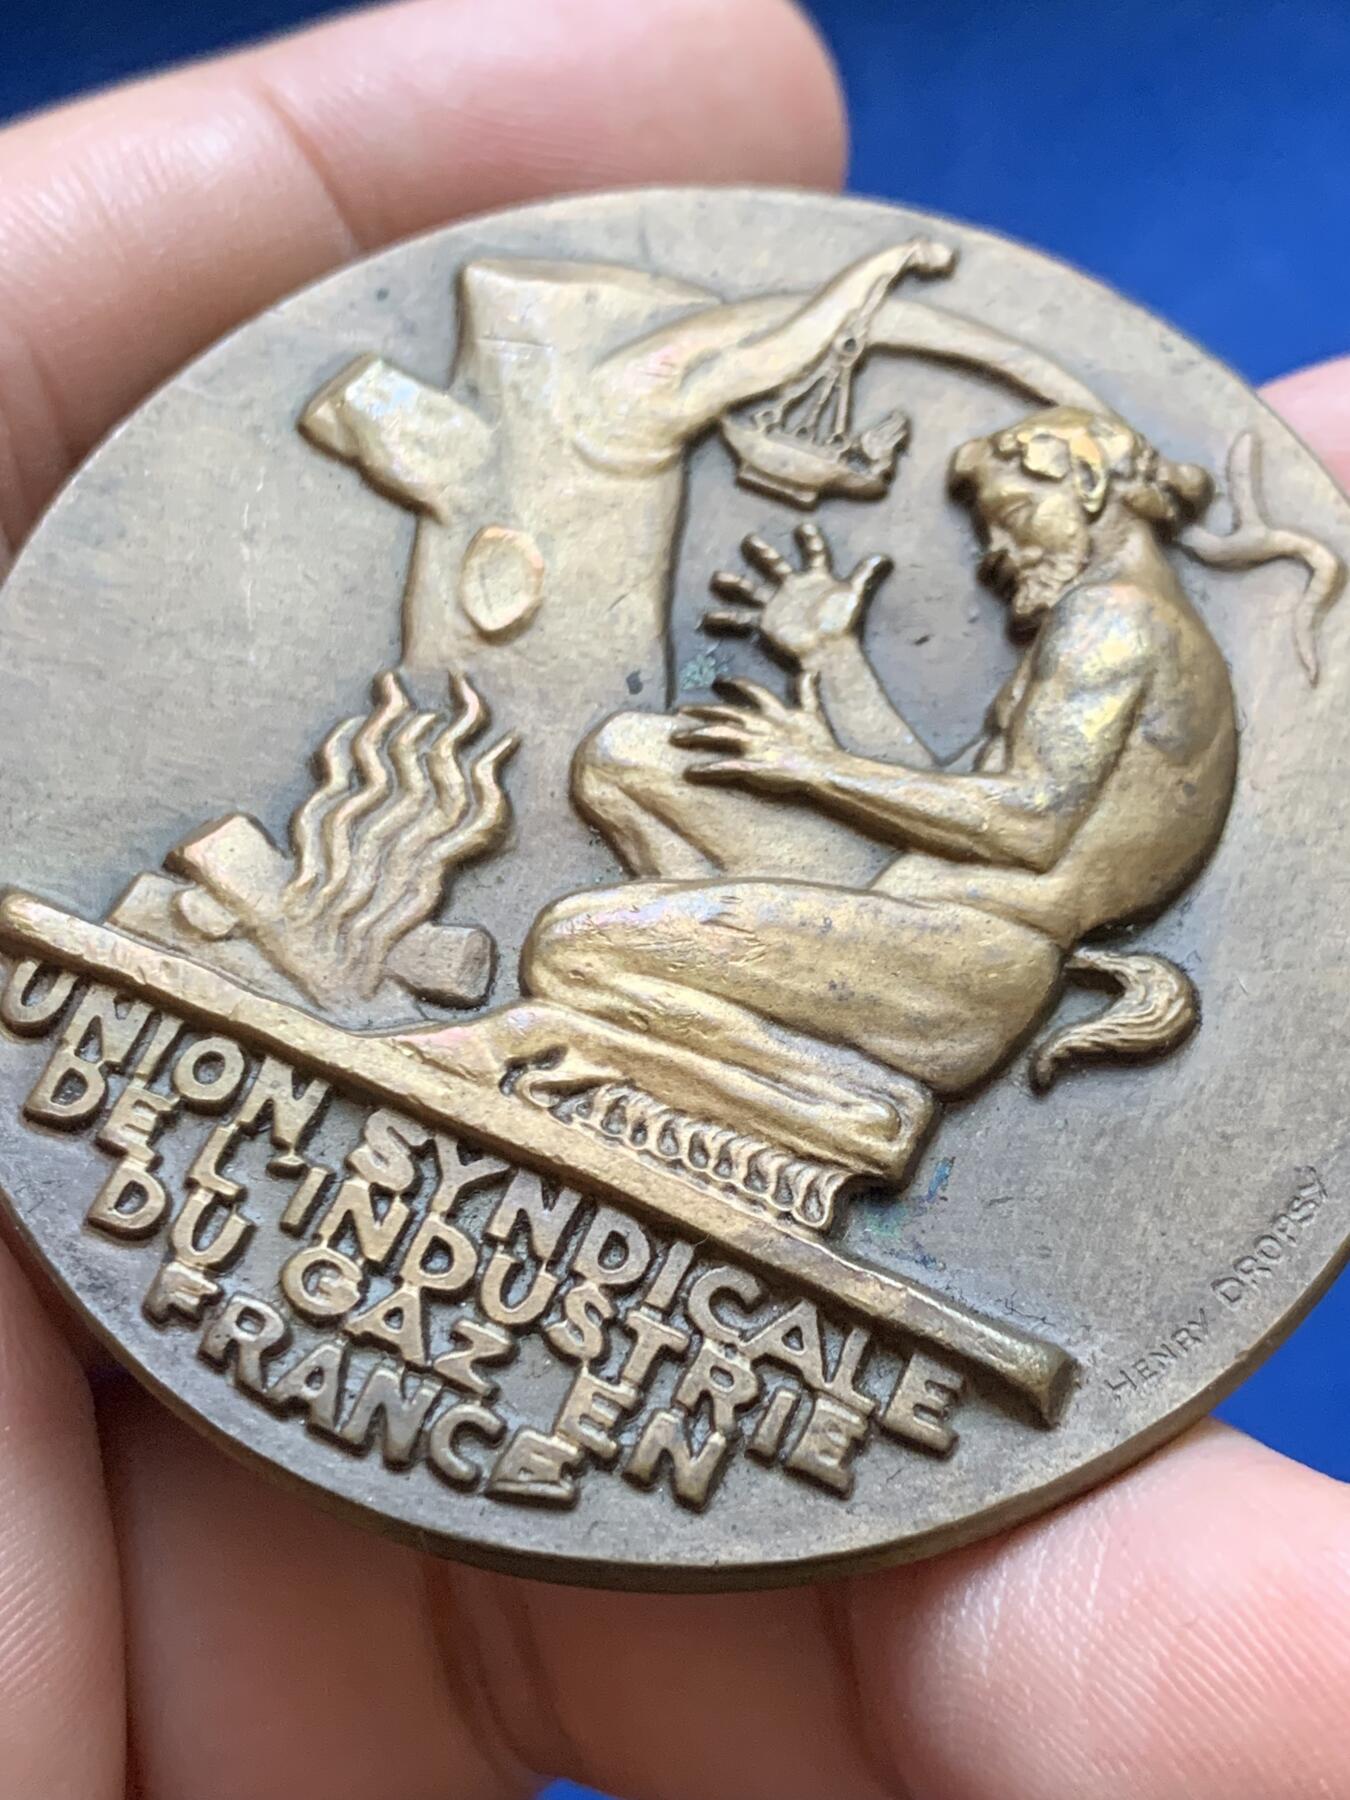 UNION SYNDICALE
DE L'INDUSTRIE
DU GAZ EN
FRANCE
HENRY DROPSY